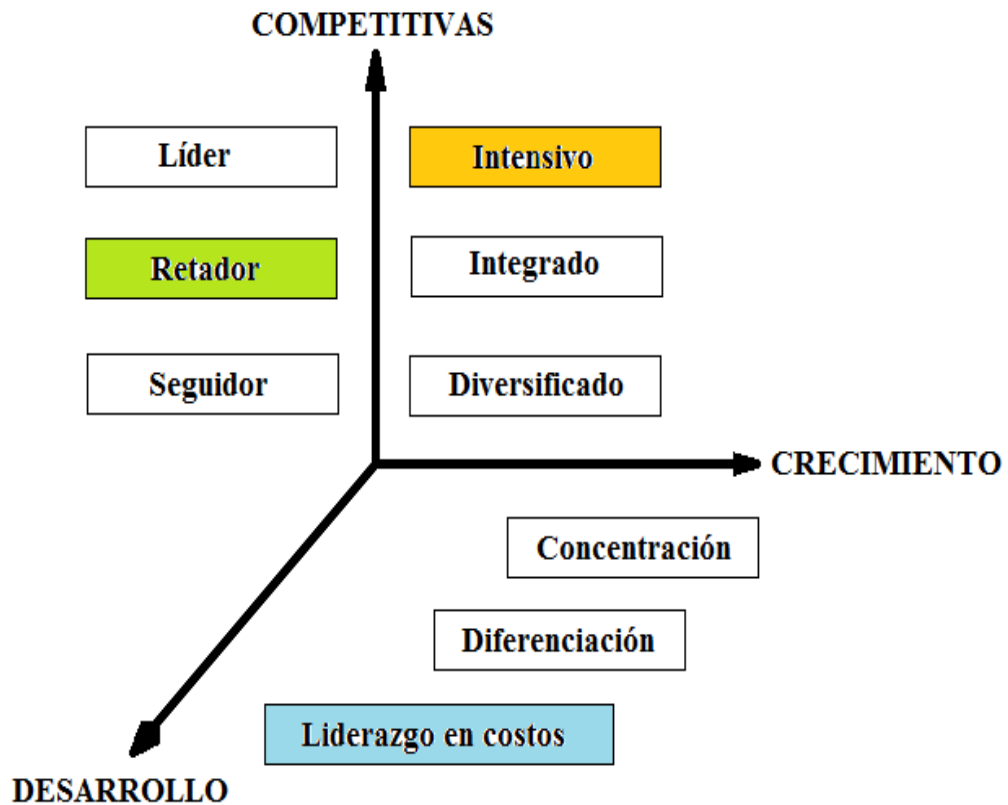 COMPETITIVAS
Líder
Intensivo
Retador
Integrado
Seguidor
Diversificado
CRECIMIENTO
Concentración
Diferenciación
Liderazgo en costos
DESARROLLO